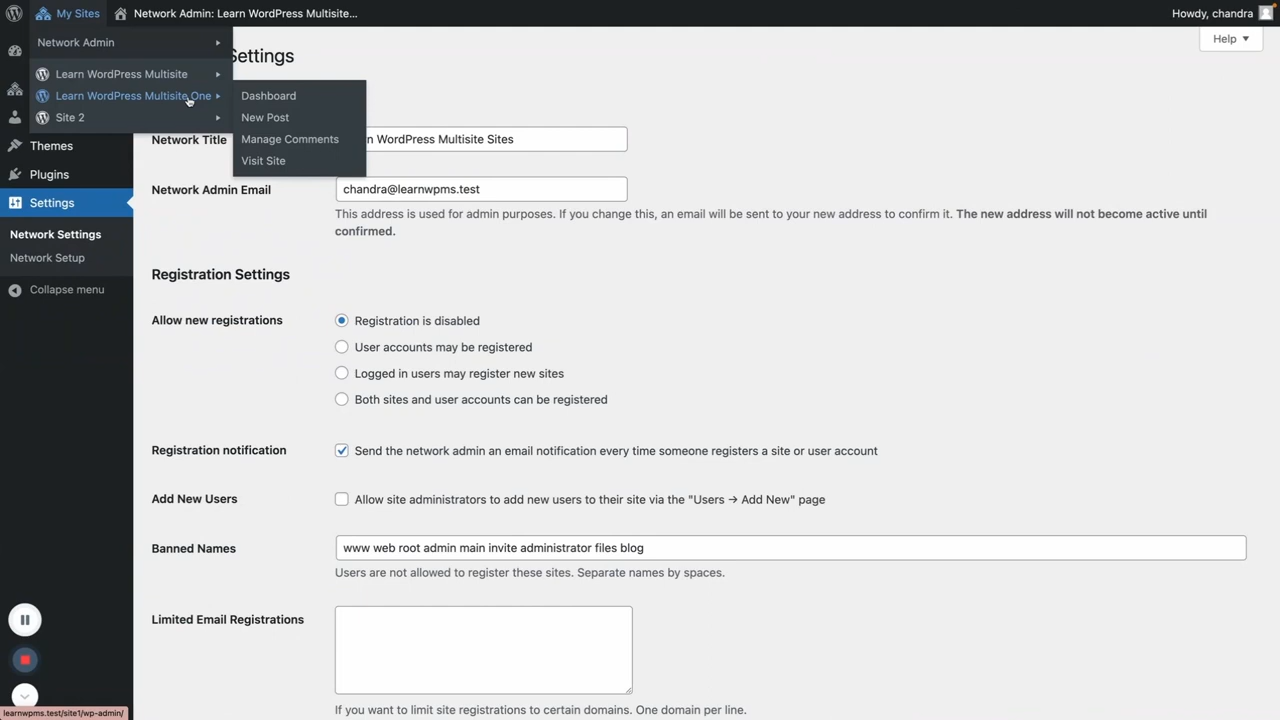 My Sites
Network Admin: Learn WordPress Multisite…
Howdy, chandra
Network Admin
Learn WordPress Multisite
Learn WordPress Multisite One
Site 2
Dashboard
New Post
Manage Comments
Visit Site
Settings
Help
Themes
Plugins
Settings
Network Settings
Network Setup
Collapse menu
Network Title
n WordPress Multisite Sites
Network Admin Email
chandra@learnwpms.test
This address is used for admin purposes. If you change this, an email will be sent to your new address to confirm it. The new address will not become active until
confirmed.
Registration Settings
Allow new registrations
Registration is disabled
User accounts may be registered
Logged in users may register new sites
Both sites and user accounts can be registered
Registration notification
Send the network admin an email notification every time someone registers a site or user account
Add New Users
Allow site administrators to add new users to their site via the "Users → Add New" page
Banned Names
www web root admin main invite administrator files blog
Users are not allowed to register these sites. Separate names by spaces.
Limited Email Registrations
If you want to limit site registrations to certain domains. One domain per line.
learnwpms.test/site1/wp-admin/